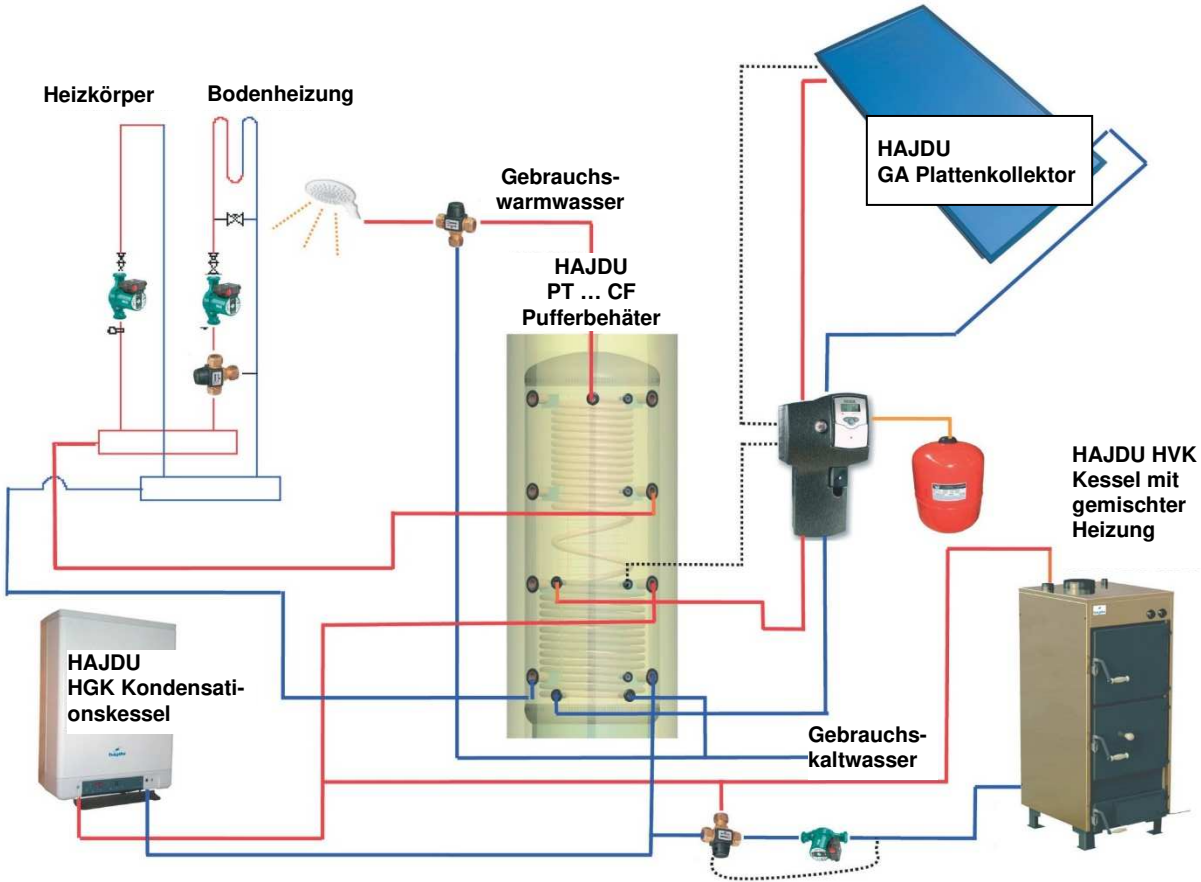 Heizkörper
Bodenheizung
Gebrauchs-
warmwasser
HAJDU
GA Plattenkollektor
HAJDU
PT ... CF
Pufferbehäter
HAJDU HVK
Kessel mit
gemischter
Heizung
HAJDU
HGK Kondensati-
onskessel
Gebrauchs-
kaltwasser